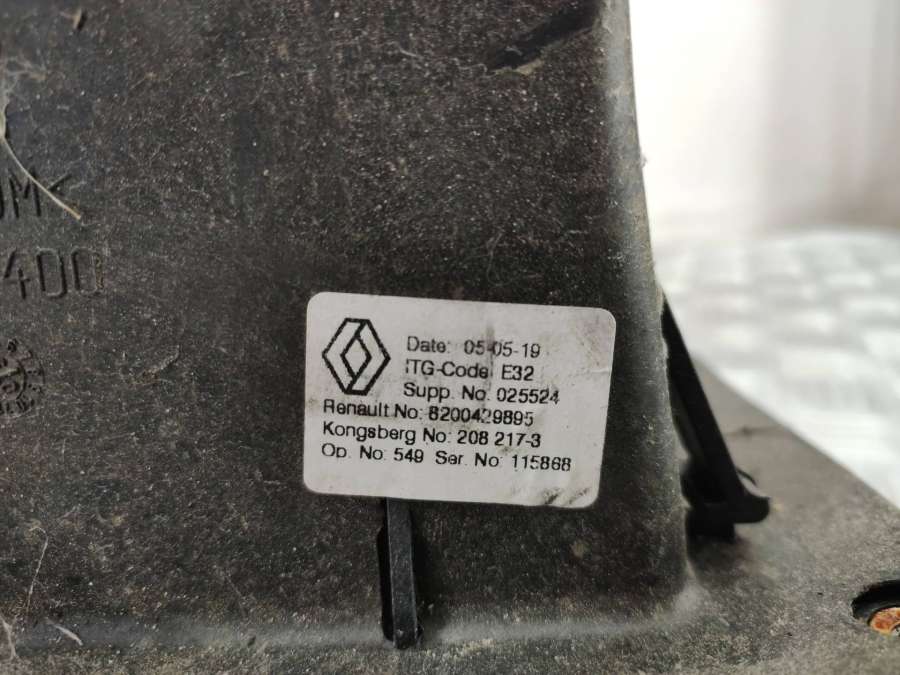 M<
400
Date: 05-05-19
ITG-Code: E32
Supp. No: 025524
Renault No: 8200429895
Kongsberg No: 208 217-3
Op. No: 549 Ser. No: 115868